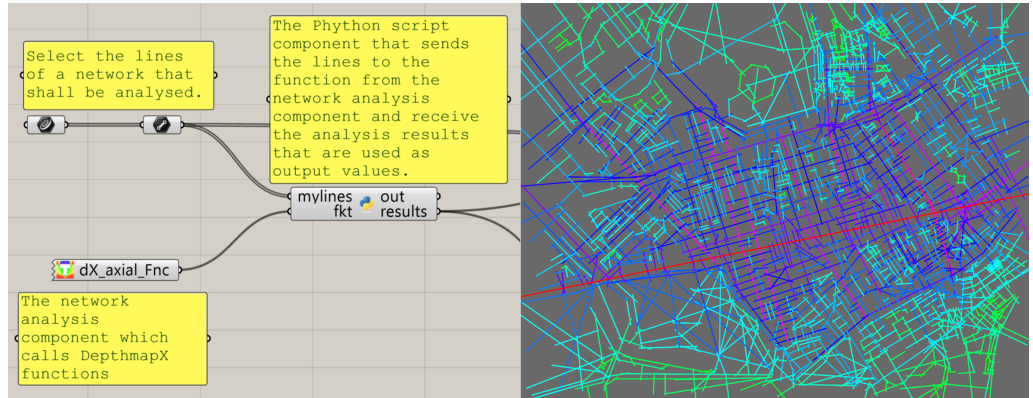 Select the lines
of a network that
shall be analysed.
The Phython script
component that sends
the lines to the
function from the
network analysis
component and receive
the analysis results
that are used as
output values.
mylines out
fkt results
dX_axial_Fnc
The network
analysis
component which
calls DepthmapX
functions